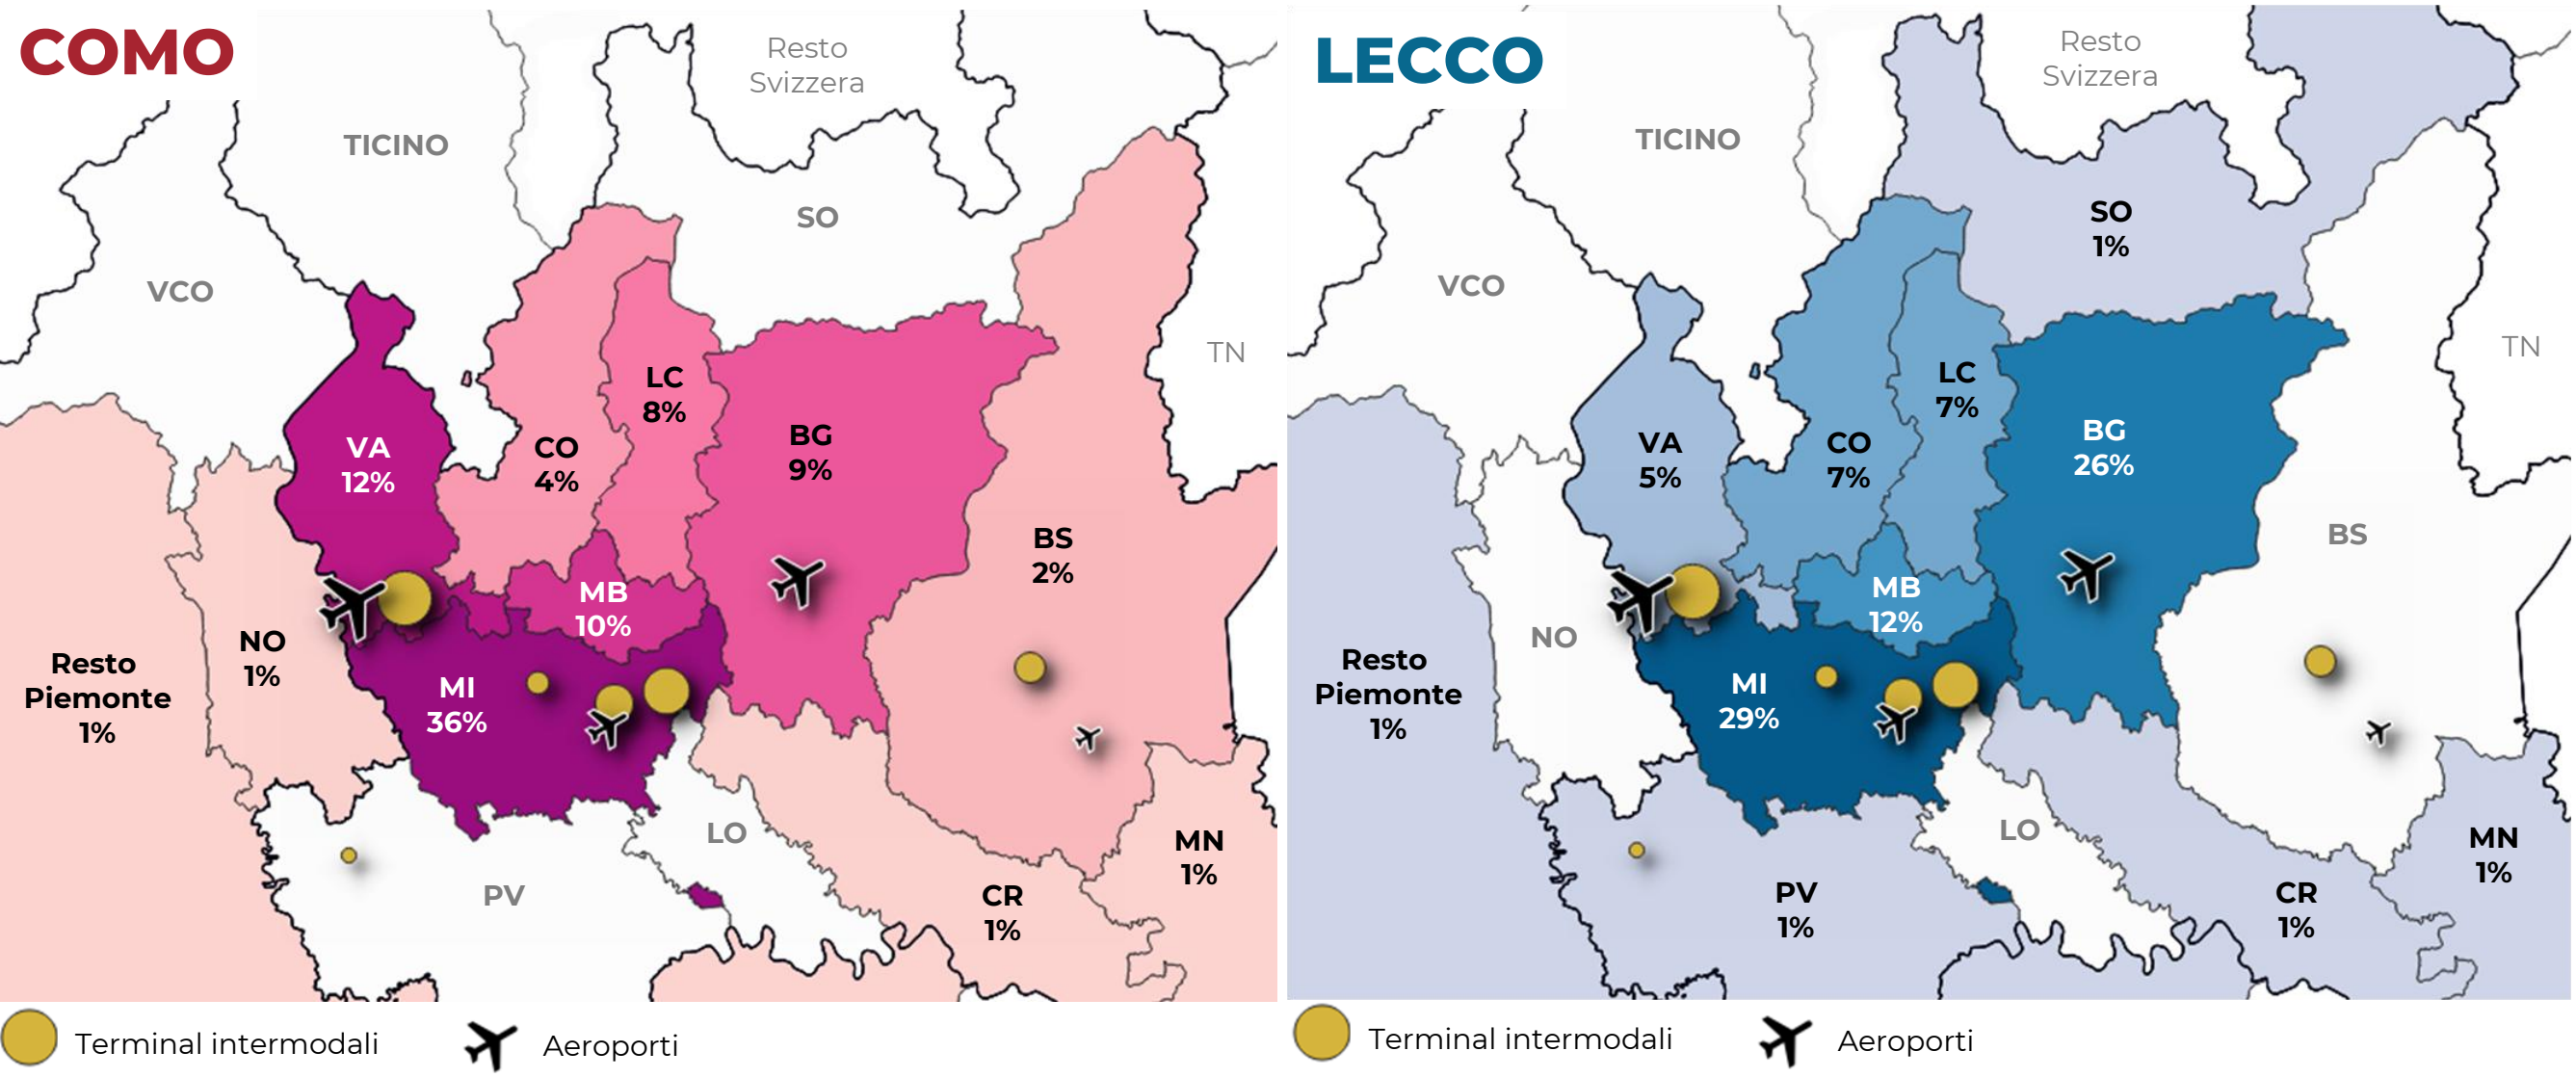 COMO
Resto
Svizzera
TICINO
SO
VCO
TN
LC
8%
VA
12%
CO
4%
BG
9%
BS
2%
MB
10%
NO
1%
Resto
Piemonte
1%
MI
36%
LO
MN
1%
PV
CR
1%
Terminal intermodali
Aeroporti
LECCO
Resto
Svizzera
TICINO
SO
1%
VCO
TN
LC
7%
VA
5%
CO
7%
BG
26%
BS
MB
12%
NO
Resto
Piemonte
1%
MI
29%
LO
MN
1%
PV
1%
CR
1%
Terminal intermodali
Aeroporti